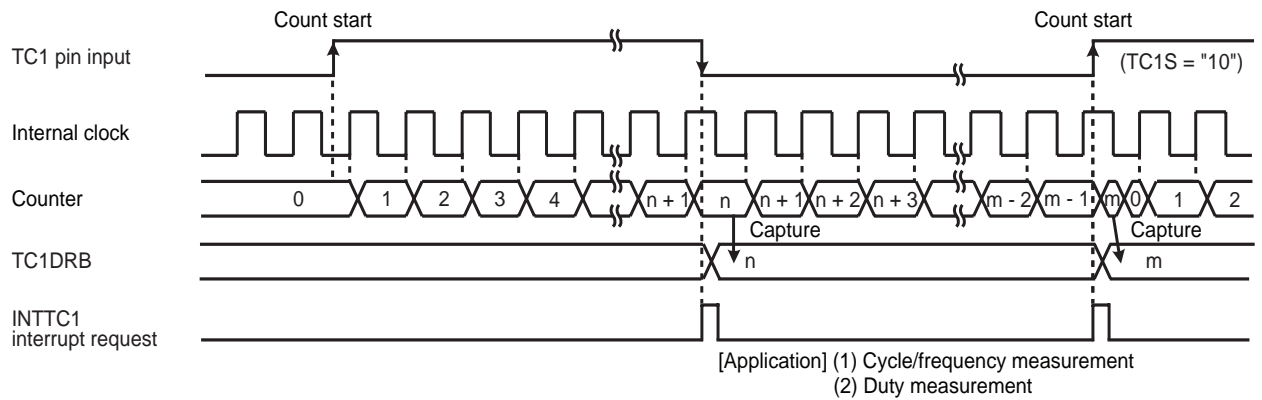 Count start
Count start
TC1 pin input
(TC1S = "10")
Internal clock
Counter
0 1 2 3 4 n + 1 n n + 1 n + 2 n + 3 m - 2 m - 1 m 0 1 2
Capture
Capture
TC1DRB
n
m
INTTC1
interrupt request
[Application] (1) Cycle/frequency measurement
(2) Duty measurement